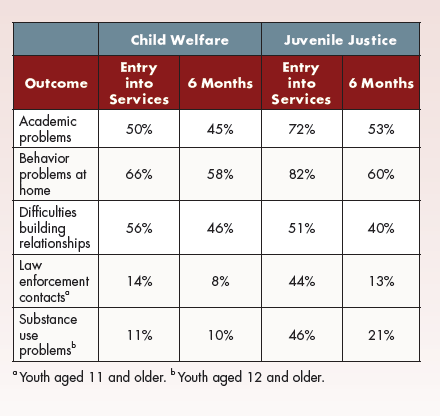 Child Welfare Juvenile Justice
Outcome Entry into Services 6 Months Entry into Services 6 Months
Academic problems 50% 45% 72% 53%
Behavior problems at home 66% 58% 82% 60%
Difficulties building relationships 56% 46% 51% 40%
Law enforcement contactsᵃ 14% 8% 44% 13%
Substance use problemsᵇ 11% 10% 46% 21%
ᵃ Youth aged 11 and older. ᵇ Youth aged 12 and older.